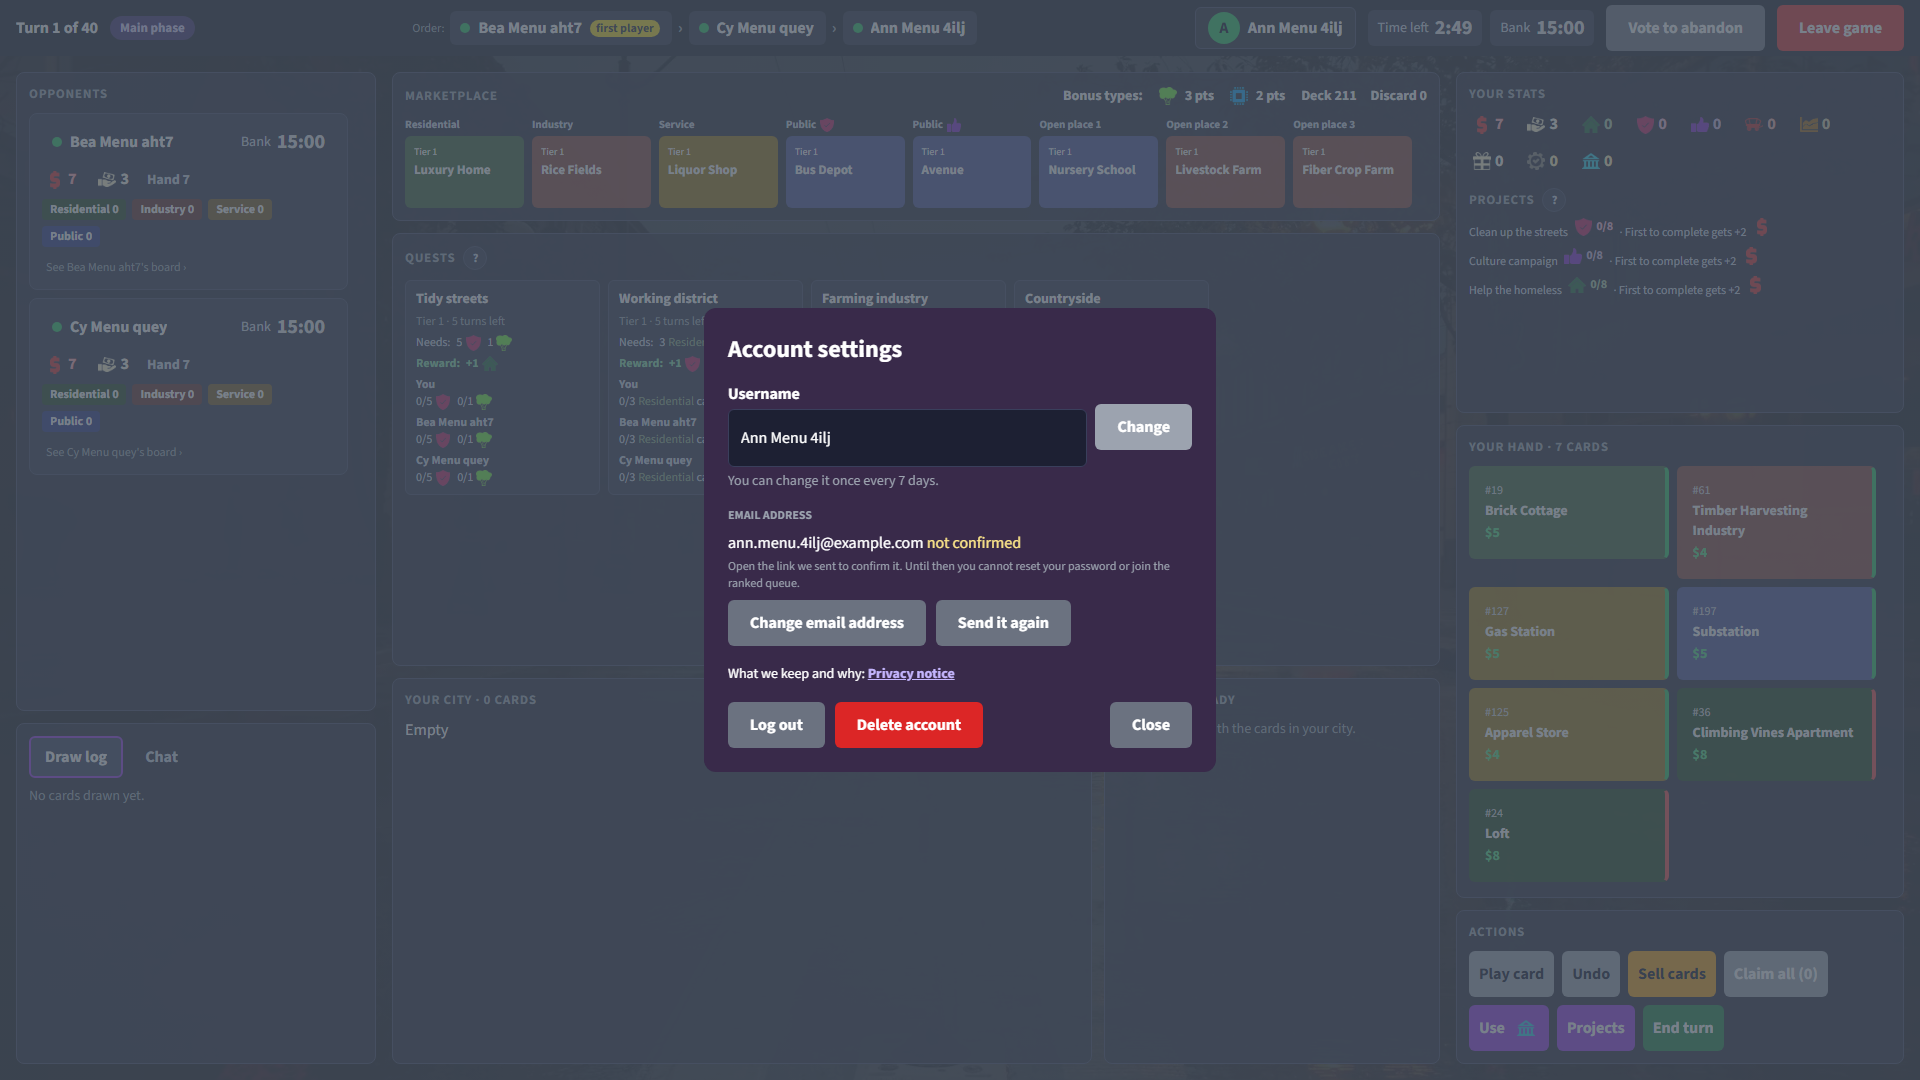 Turn 1 of 40 Main phase
Order: Bea Menu aht7 first player › Cy Menu quey › Ann Menu 4ilj
A Ann Menu 4ilj Time left 2:49 Bank 15:00 Vote to abandon Leave game
OPPONENTS
Bea Menu aht7 Bank 15:00
7 3 Hand 7
Residential 0 Industry 0 Service 0
Public 0
See Bea Menu aht7's board ›
Cy Menu quey Bank 15:00
7 3 Hand 7
Residential 0 Industry 0 Service 0
Public 0
See Cy Menu quey's board ›
Draw log Chat
No cards drawn yet.
MARKETPLACE
Bonus types: 3 pts 2 pts Deck 211 Discard 0
Residential Industry Service Public Public Open place 1 Open place 2 Open place 3
Tier 1 Tier 1 Tier 1 Tier 1 Tier 1 Tier 1 Tier 1 Tier 1
Luxury Home Rice Fields Liquor Shop Bus Depot Avenue Nursery School Livestock Farm Fiber Crop Farm
QUESTS ?
Tidy streets
Tier 1 · 5 turns left
Needs: 5 1
Reward: +1
You
0/5 0/1
Bea Menu aht7
0/5 0/1
Cy Menu quey
0/5 0/1
Working district
Tier 1 · 5 turns
Needs: 3
Reward: +1
You
0/3 Residential
Bea Menu aht7
0/3 Residential
Cy Menu quey
0/3 Residential
Farming industry
Countryside
Account settings
Username
Ann Menu 4ilj Change
You can change it once every 7 days.
EMAIL ADDRESS
ann.menu.4ilj@example.com not confirmed
Open the link we sent to confirm it. Until then you cannot reset your password or join the
ranked queue.
Change email address Send it again
What we keep and why: Privacy notice
Log out Delete account Close
YOUR CITY · 0 CARDS
Empty
with the cards in your city.
YOUR STATS
7 3 0 0 0 0 0
0 0 0
PROJECTS ?
Clean up the streets 0/8 · First to complete gets +2
Culture campaign 0/8 · First to complete gets +2
Help the homeless 0/8 · First to complete gets +2
YOUR HAND · 7 CARDS
#19
Brick Cottage
$5
#61
Timber Harvesting
Industry
$4
#127
Gas Station
$5
#197
Substation
$5
#125
Apparel Store
$4
#36
Climbing Vines Apartment
$8
#24
Loft
$8
ACTIONS
Play card Undo Sell cards Claim all (0)
Use Projects End turn